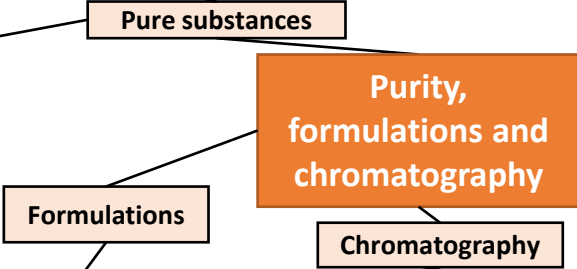 Pure substances
Purity,
formulations and
chromatography
Formulations
Chromatography